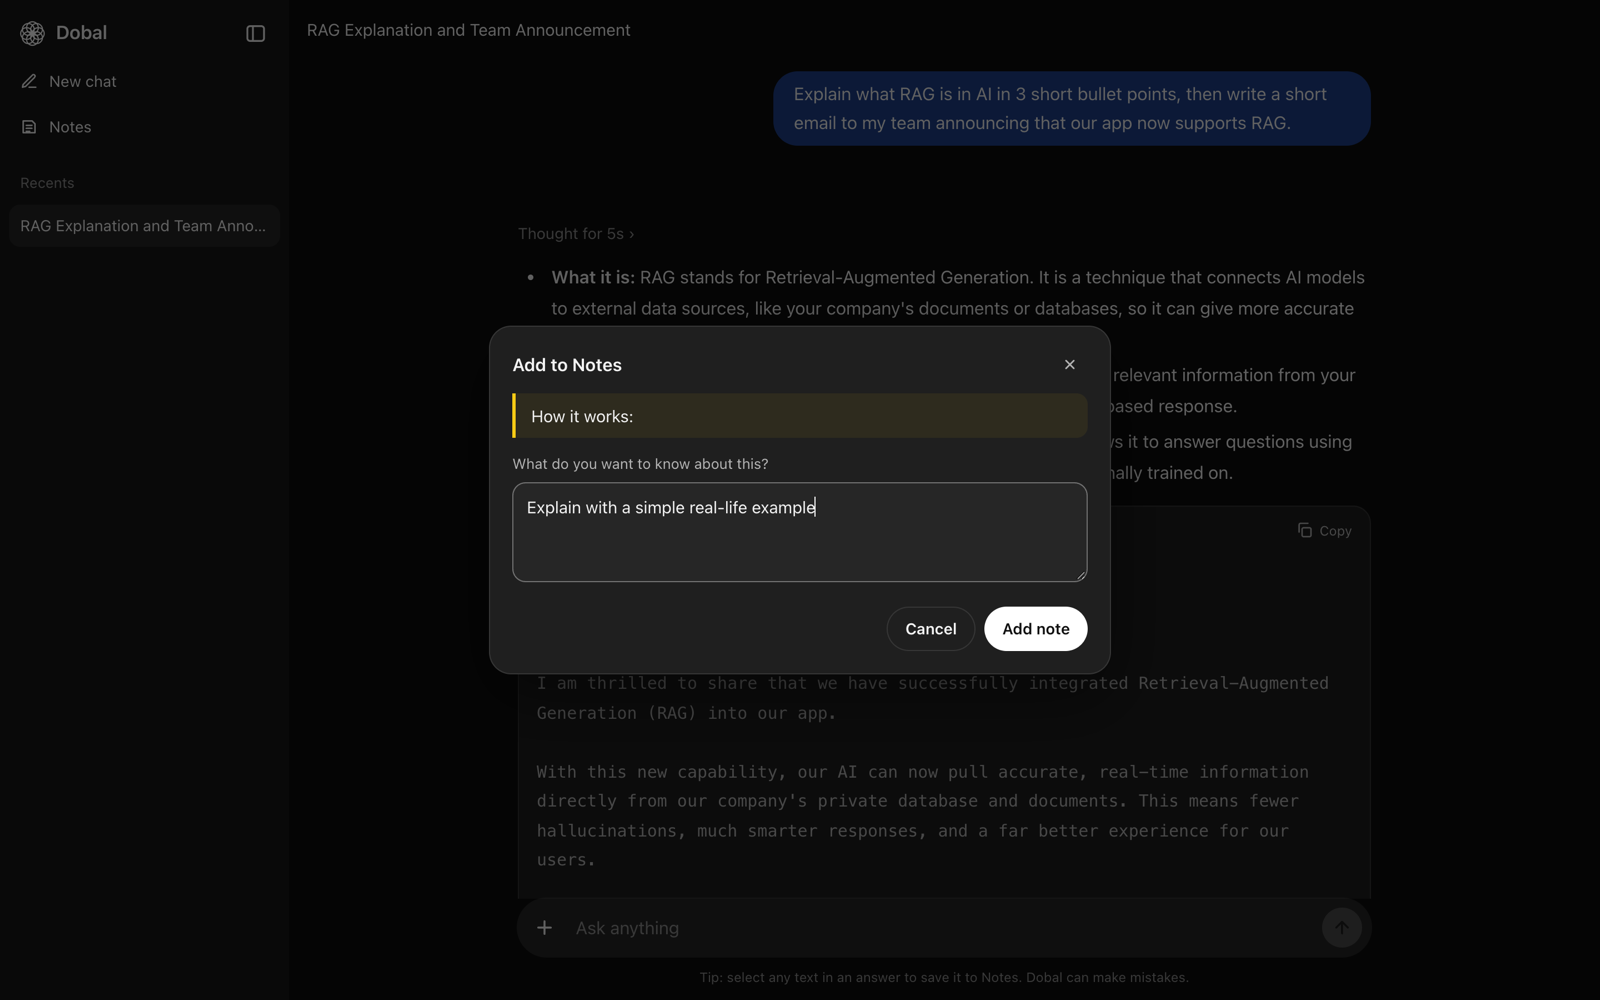 Dobal
New chat
Notes
Recents
RAG Explanation and Team Anno...
RAG Explanation and Team Announcement
Explain what RAG is in AI in 3 short bullet points, then write a short
email to my team announcing that our app now supports RAG.
Thought for 5s ›
• What it is: RAG stands for Retrieval-Augmented Generation. It is a technique that connects AI models
to external data sources, like your company's documents or databases, so it can give more accurate
relevant information from your
response.
it to answer questions using
trained on.
Add to Notes
How it works:
What do you want to know about this?
Explain with a simple real-life example
Cancel
Add note
Copy
I am thrilled to share that we have successfully integrated Retrieval-Augmented
Generation (RAG) into our app.
With this new capability, our AI can now pull accurate, real-time information
directly from our company's private database and documents. This means fewer
hallucinations, much smarter responses, and a far better experience for our
users.
Ask anything
Tip: select any text in an answer to save it to Notes. Dobal can make mistakes.